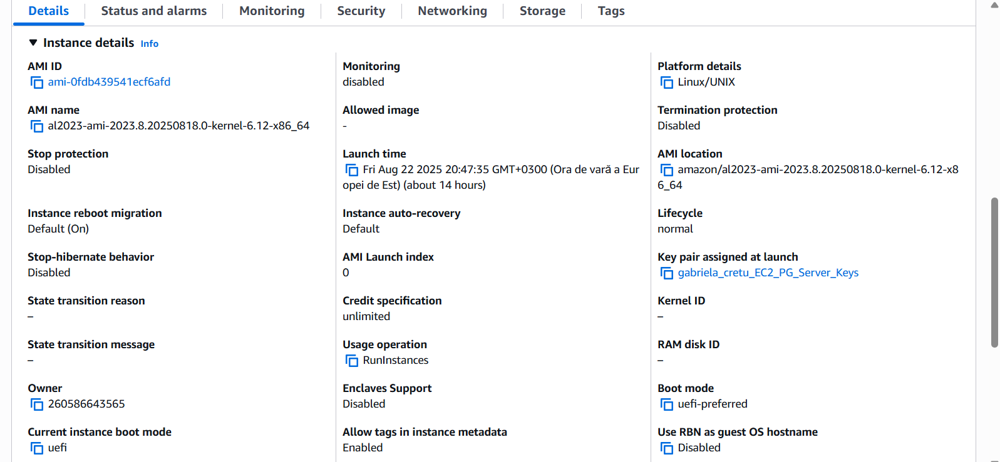 Details
Status and alarms
Monitoring
Security
Networking
Storage
Tags
Instance details Info
AMI ID
ami-0fdb439541ecf6afd
Monitoring
disabled
Platform details
Linux/UNIX
AMI name
al2023-ami-2023.8.20250818.0-kernel-6.12-x86_64
Allowed image
-
Termination protection
Disabled
Stop protection
Disabled
Launch time
Fri Aug 22 2025 20:47:35 GMT+0300 (Ora de vară a Eur
opei de Est) (about 14 hours)
AMI location
amazon/al2023-ami-2023.8.20250818.0-kernel-6.12-x8
6_64
Instance reboot migration
Default (On)
Instance auto-recovery
Default
Lifecycle
normal
Stop-hibernate behavior
Disabled
AMI Launch index
0
Key pair assigned at launch
gabriela_cretu_EC2_PG_Server_Keys
State transition reason
–
Credit specification
unlimited
Kernel ID
–
State transition message
–
Usage operation
RunInstances
RAM disk ID
–
Owner
260586643565
Enclaves Support
Disabled
Boot mode
uefi-preferred
Current instance boot mode
uefi
Allow tags in instance metadata
Enabled
Use RBN as guest OS hostname
Disabled